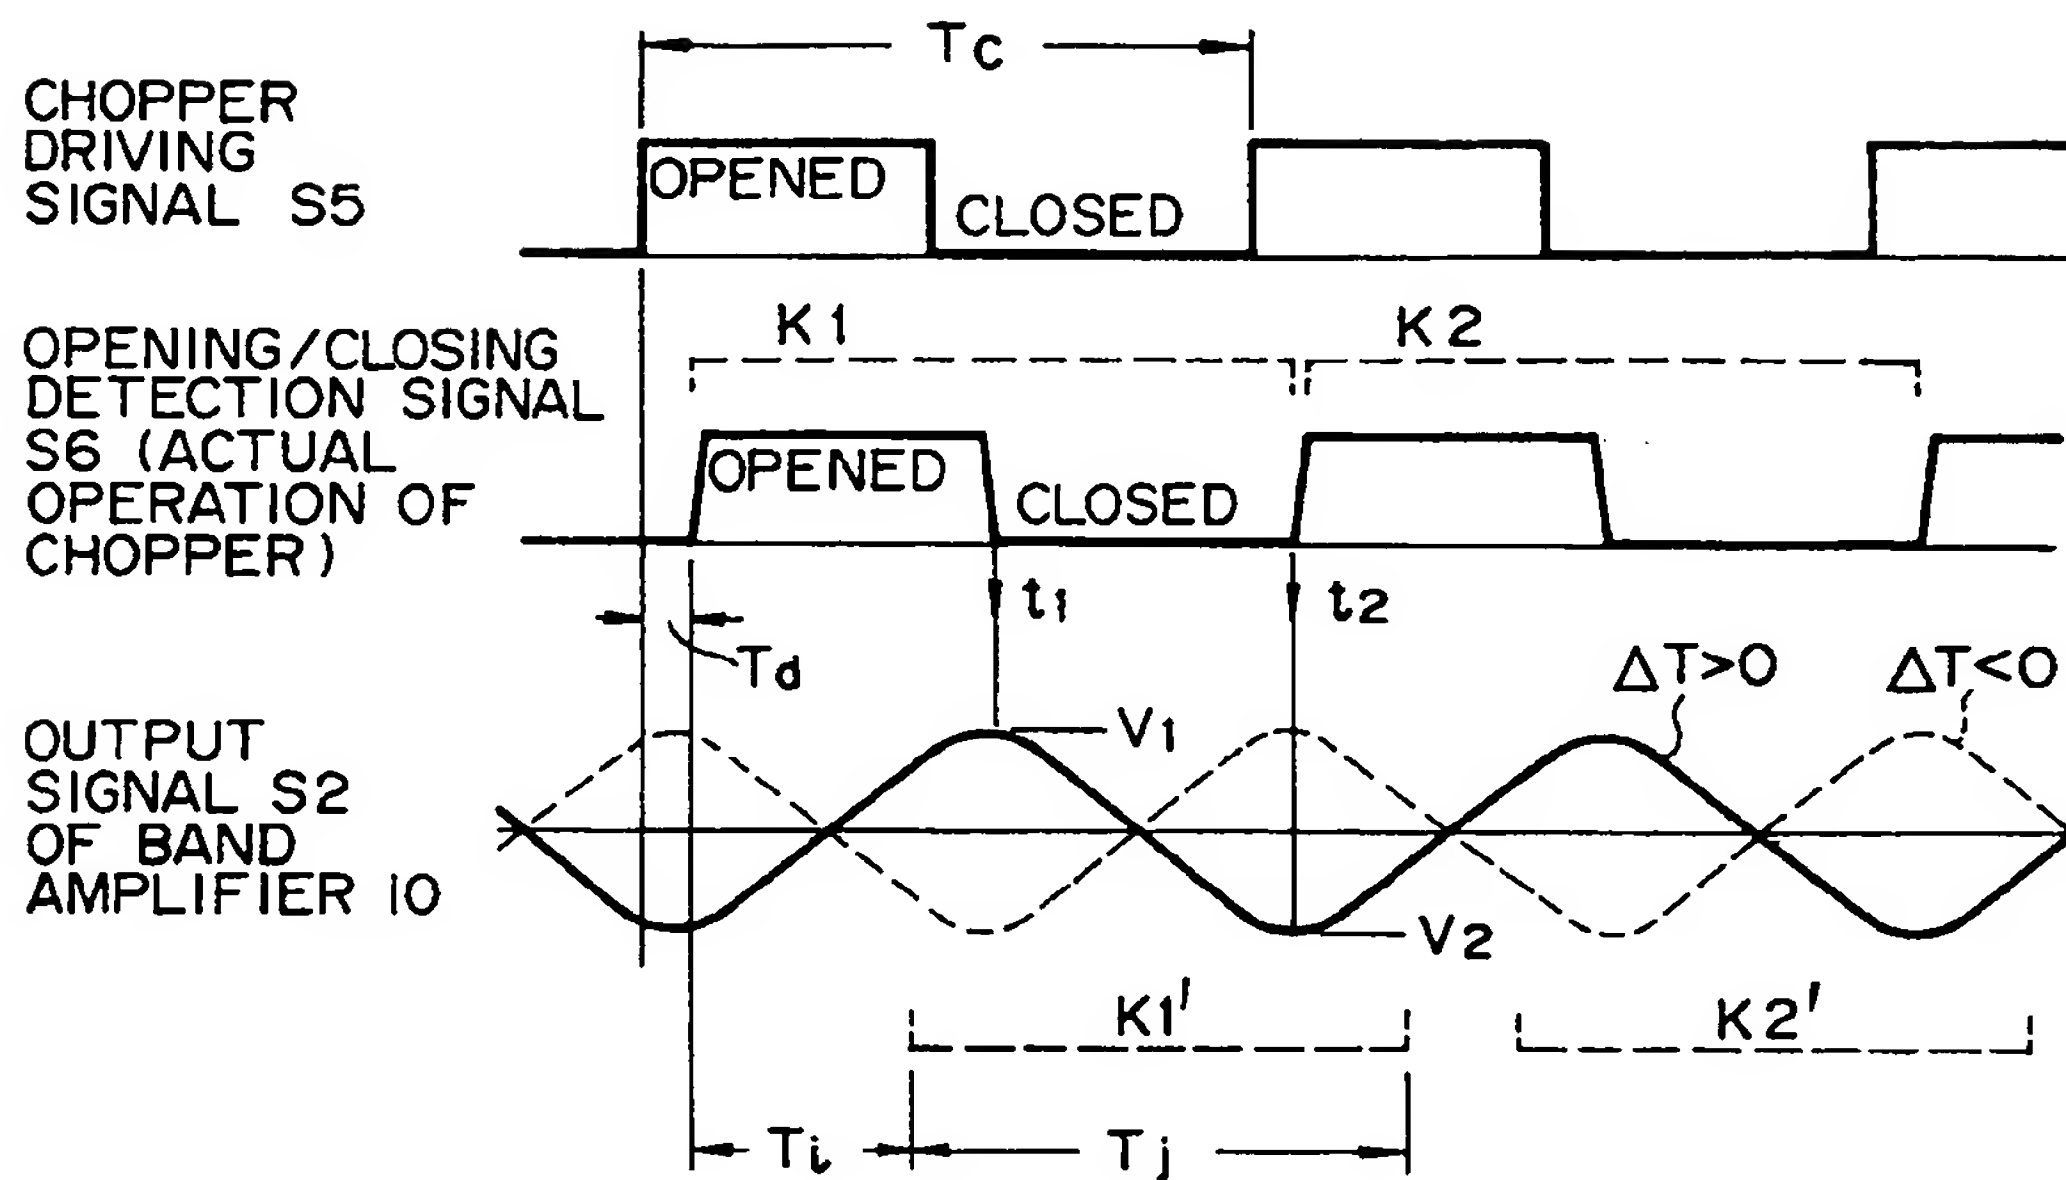 Tc
CHOPPER
DRIVING
SIGNAL S5
OPENED
CLOSED
K1
K2
OPENING/CLOSING
DETECTION SIGNAL
S6 (ACTUAL
OPERATION OF
CHOPPER)
OPENED
CLOSED
t1
t2
Td
ΔT>0
ΔT<0
OUTPUT
SIGNAL S2
OF BAND
AMPLIFIER 10
V1
V2
K1'
K2'
Ti
Tj